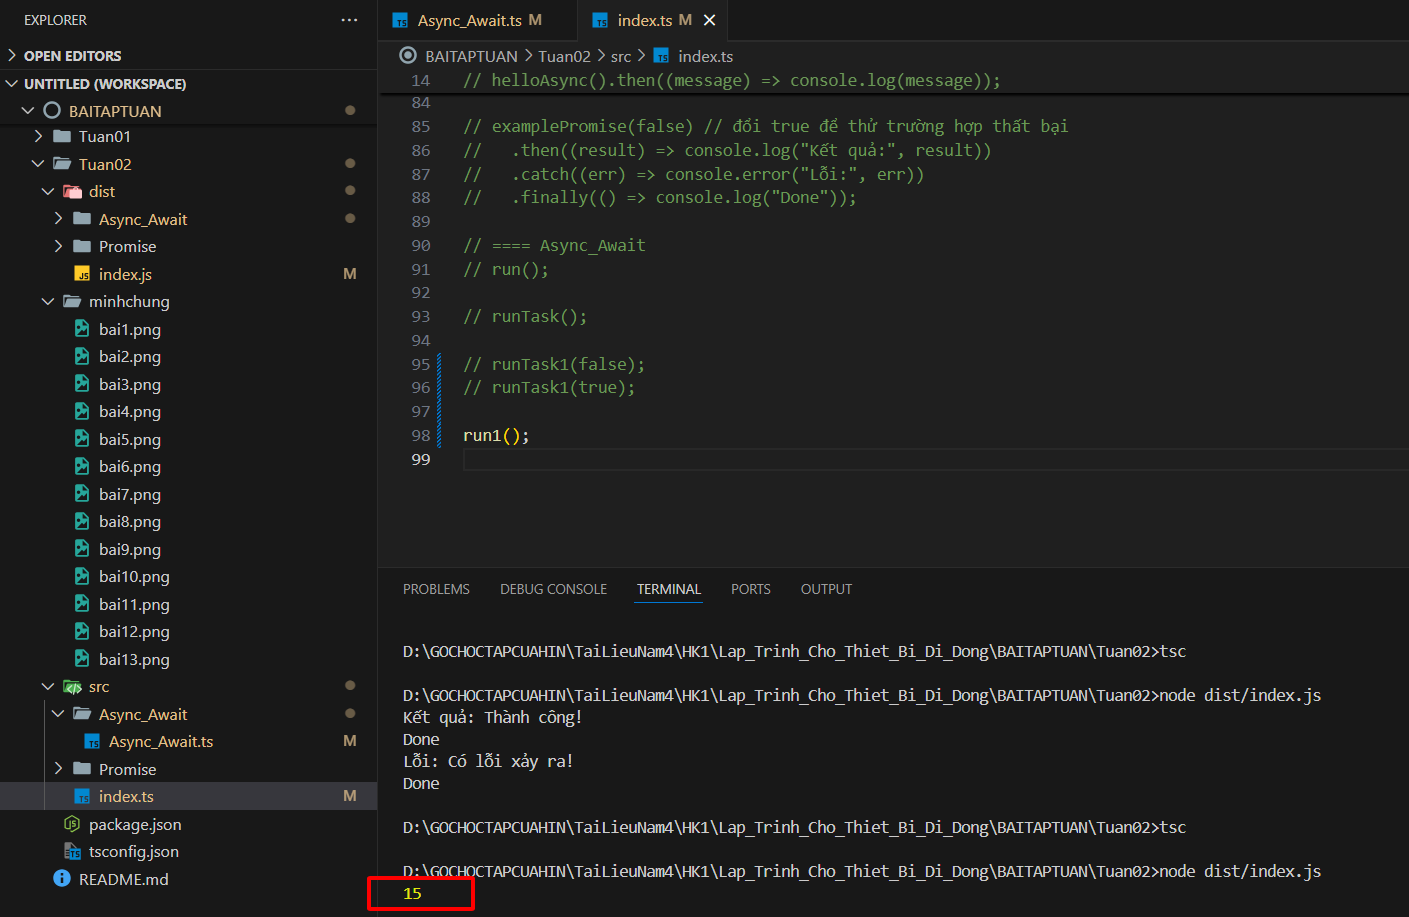 EXPLORER
OPEN EDITORS
UNTITLED (WORKSPACE)
BAITAPTUAN
Tuan01
Tuan02
dist
Async_Await
Promise
index.js M
minhchung
bai1.png
bai2.png
bai3.png
bai4.png
bai5.png
bai6.png
bai7.png
bai8.png
bai9.png
bai10.png
bai11.png
bai12.png
bai13.png
src
Async_Await
Async_Await.ts M
Promise
index.ts M
package.json
tsconfig.json
README.md
Async_Await.ts M index.ts M
BAITAPTUAN > Tuan02 > src > index.ts
14 // helloAsync().then((message) => console.log(message));
84
85 // examplePromise(false) // đổi true để thử trường hợp thất bại
86 //   .then((result) => console.log("Kết quả:", result))
87 //   .catch((err) => console.error("Lỗi:", err))
88 //   .finally(() => console.log("Done"));
89
90 // ==== Async_Await
91 // run();
92
93 // runTask();
94
95 // runTask1(false);
96 // runTask1(true);
97
98 run1();
99
PROBLEMS DEBUG CONSOLE TERMINAL PORTS OUTPUT
D:\GOCHOCTAPCUAHIN\TaiLieuNam4\HK1\Lap_Trinh_Cho_Thiet_Bi_Di_Dong\BAITAPTUAN\Tuan02>tsc
D:\GOCHOCTAPCUAHIN\TaiLieuNam4\HK1\Lap_Trinh_Cho_Thiet_Bi_Di_Dong\BAITAPTUAN\Tuan02>node dist/index.js
Kết quả: Thành công!
Done
Lỗi: Có lỗi xảy ra!
Done
D:\GOCHOCTAPCUAHIN\TaiLieuNam4\HK1\Lap_Trinh_Cho_Thiet_Bi_Di_Dong\BAITAPTUAN\Tuan02>tsc
D:\GOCHOCTAPCUAHIN\TaiLieuNam4\HK1\Lap_Trinh_Cho_Thiet_Bi_Di_Dong\BAITAPTUAN\Tuan02>node dist/index.js
15